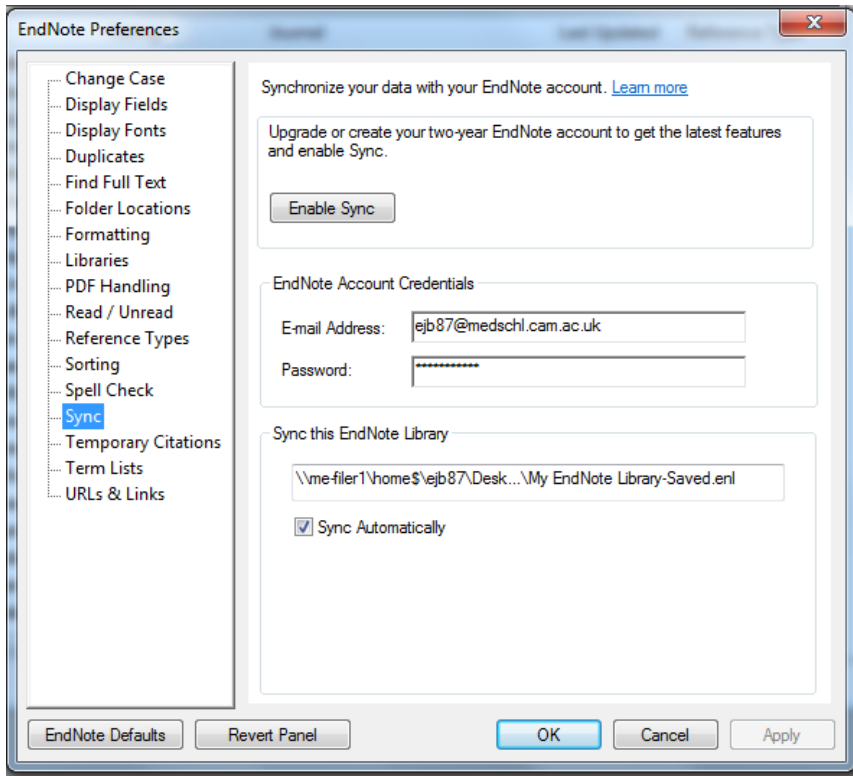 EndNote Preferences
Journal
Last Updated
Change Case
Display Fields
Display Fonts
Duplicates
Find Full Text
Folder Locations
Formatting
Libraries
PDF Handling
Read / Unread
Reference Types
Sorting
Spell Check
Sync
Temporary Citations
Term Lists
URLs & Links
Synchronize your data with your EndNote account. Learn more
Upgrade or create your two-year EndNote account to get the latest features
and enable Sync.
Enable Sync
EndNote Account Credentials
E-mail Address: ejb87@medschl.cam.ac.uk
Password: ***********
Sync this EndNote Library
\\me-filer1\home$\ejb87\Desk...\My EndNote Library-Saved.enl
Sync Automatically
EndNote Defaults
Revert Panel
OK
Cancel
Apply